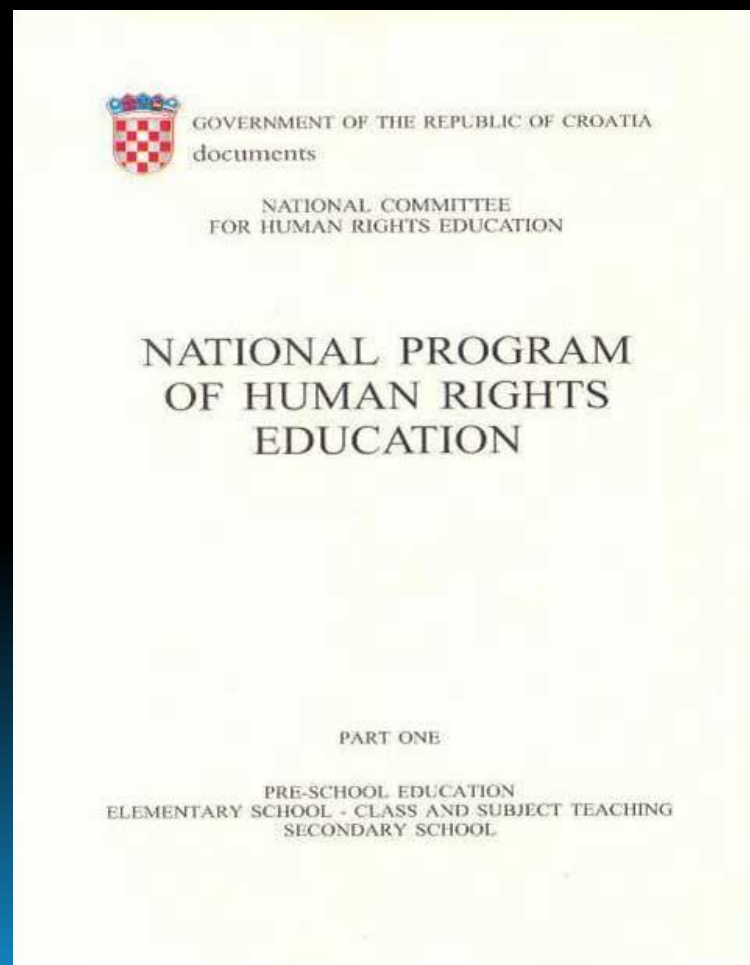 GOVERNMENT OF THE REPUBLIC OF CROATIA
documents
NATIONAL COMMITTEE
FOR HUMAN RIGHTS EDUCATION
NATIONAL PROGRAM
OF HUMAN RIGHTS
EDUCATION
PART ONE
PRE-SCHOOL EDUCATION
ELEMENTARY SCHOOL - CLASS AND SUBJECT TEACHING
SECONDARY SCHOOL